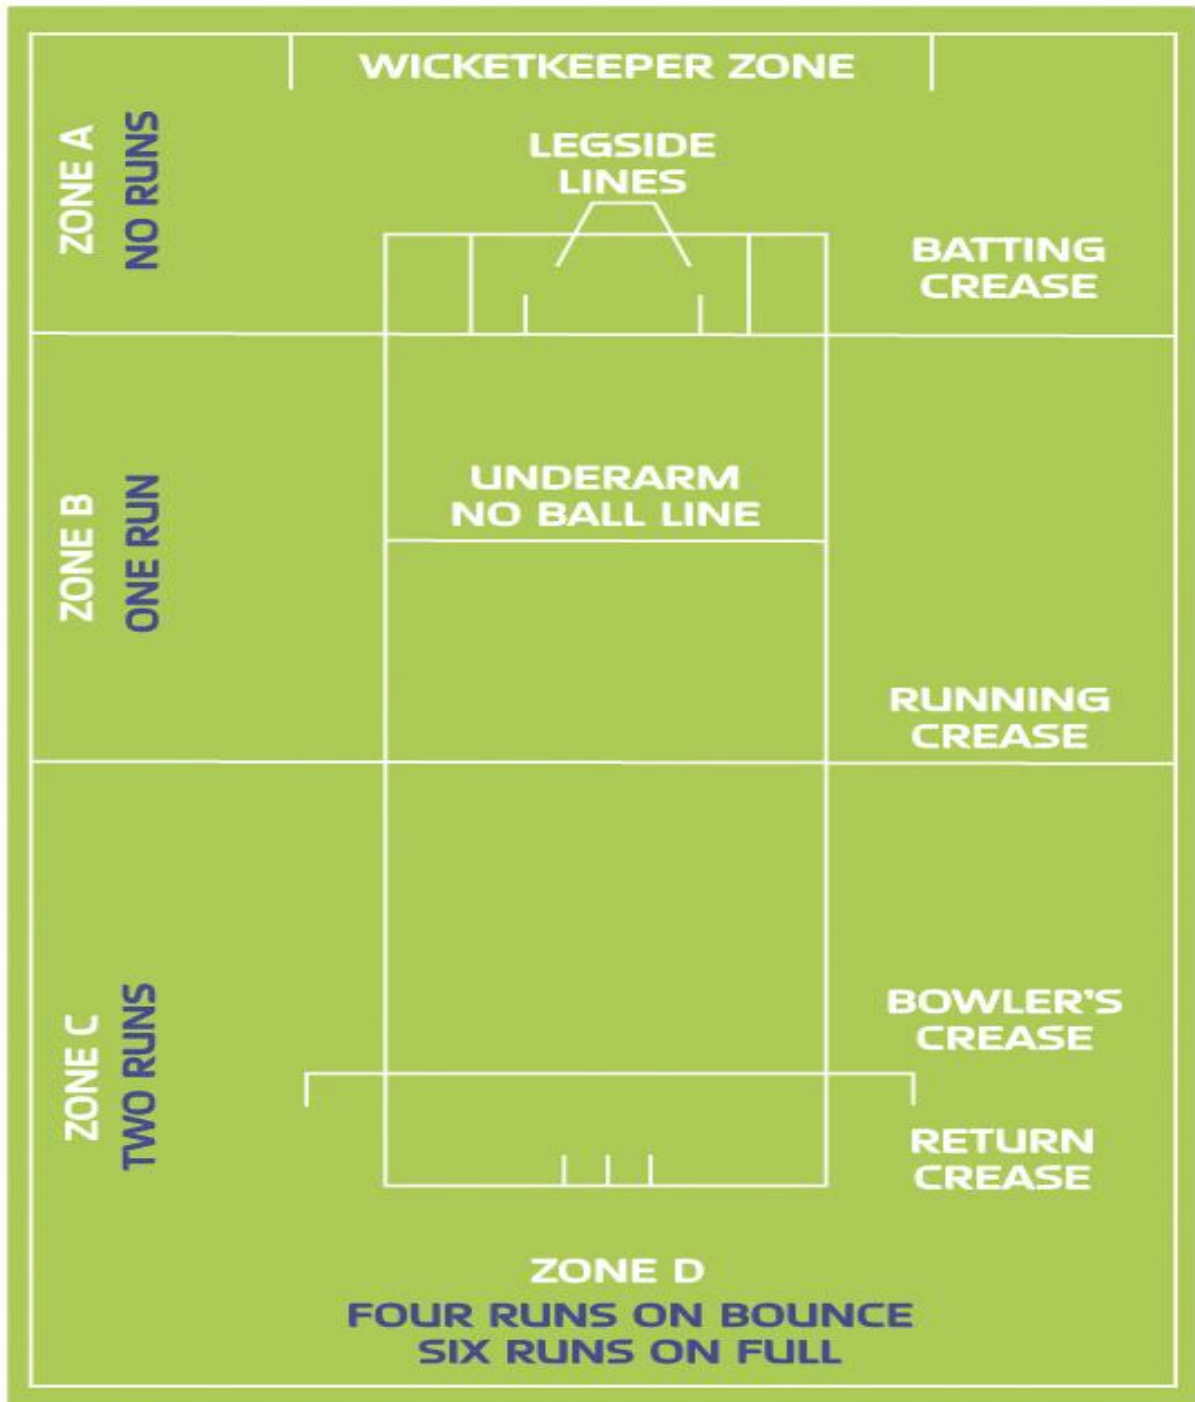 WICKETKEEPER ZONE
LEGSIDE
LINES
ZONE A
NO RUNS
BATTING
CREASE
UNDERARM
NO BALL LINE
ZONE B
ONE RUN
RUNNING
CREASE
BOWLER'S
CREASE
ZONE C
TWO RUNS
RETURN
CREASE
ZONE D
FOUR RUNS ON BOUNCE
SIX RUNS ON FULL